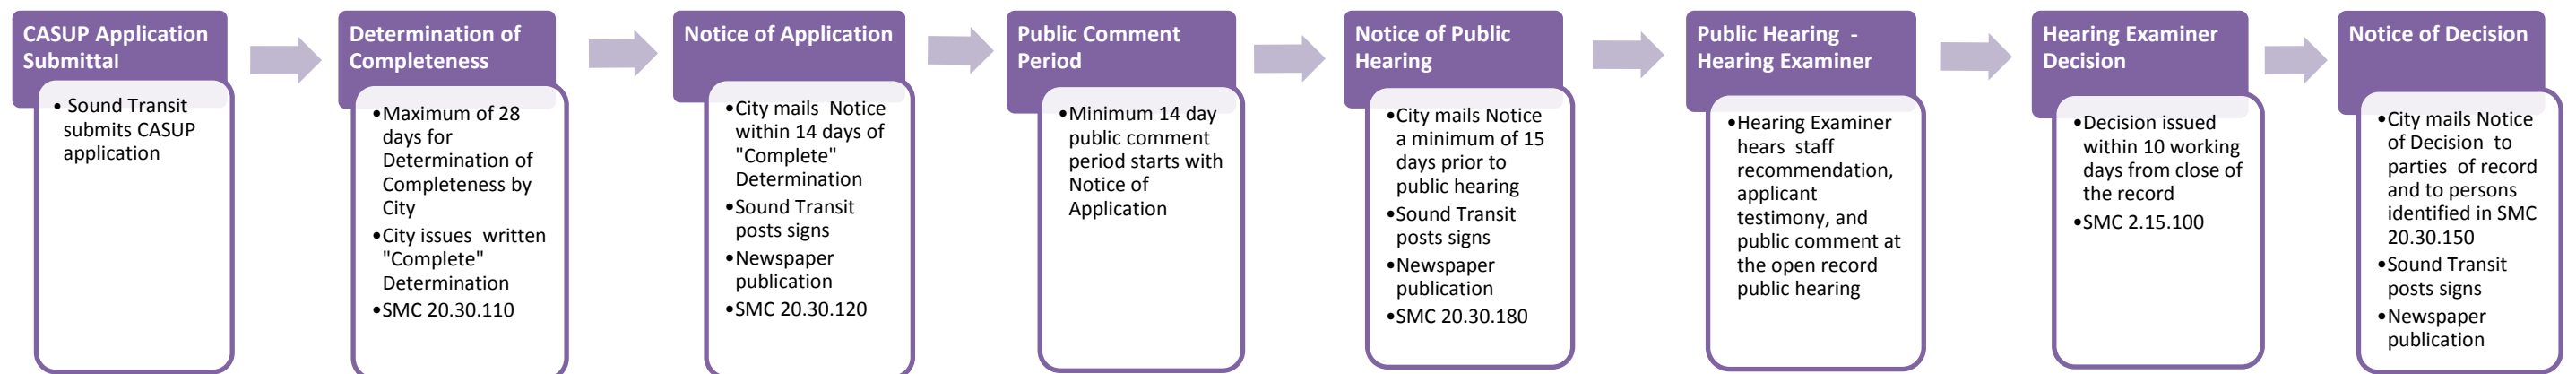 CASUP Application
Submittal
• Sound Transit
submits CASUP
application
Determination of
Completeness
•Maximum of 28
days for
Determination of
Completeness by
City
•City issues written
"Complete"
Determination
•SMC 20.30.110
Notice of Application
•City mails Notice
within 14 days of
"Complete"
Determination
•Sound Transit
posts signs
•Newspaper
publication
•SMC 20.30.120
Public Comment
Period
•Minimum 14 day
public comment
period starts with
Notice of
Application
Notice of Public
Hearing
•City mails Notice
a minimum of 15
days prior to
public hearing
•Sound Transit
posts signs
•Newspaper
publication
•SMC 20.30.180
Public Hearing -
Hearing Examiner
•Hearing Examiner
hears staff
recommendation,
applicant
testimony, and
public comment at
the open record
public hearing
Hearing Examiner
Decision
•Decision issued
within 10 working
days from close of
the record
•SMC 2.15.100
Notice of Decision
•City mails Notice
of Decision to
parties of record
and to persons
identified in SMC
20.30.150
•Sound Transit
posts signs
•Newspaper
publication